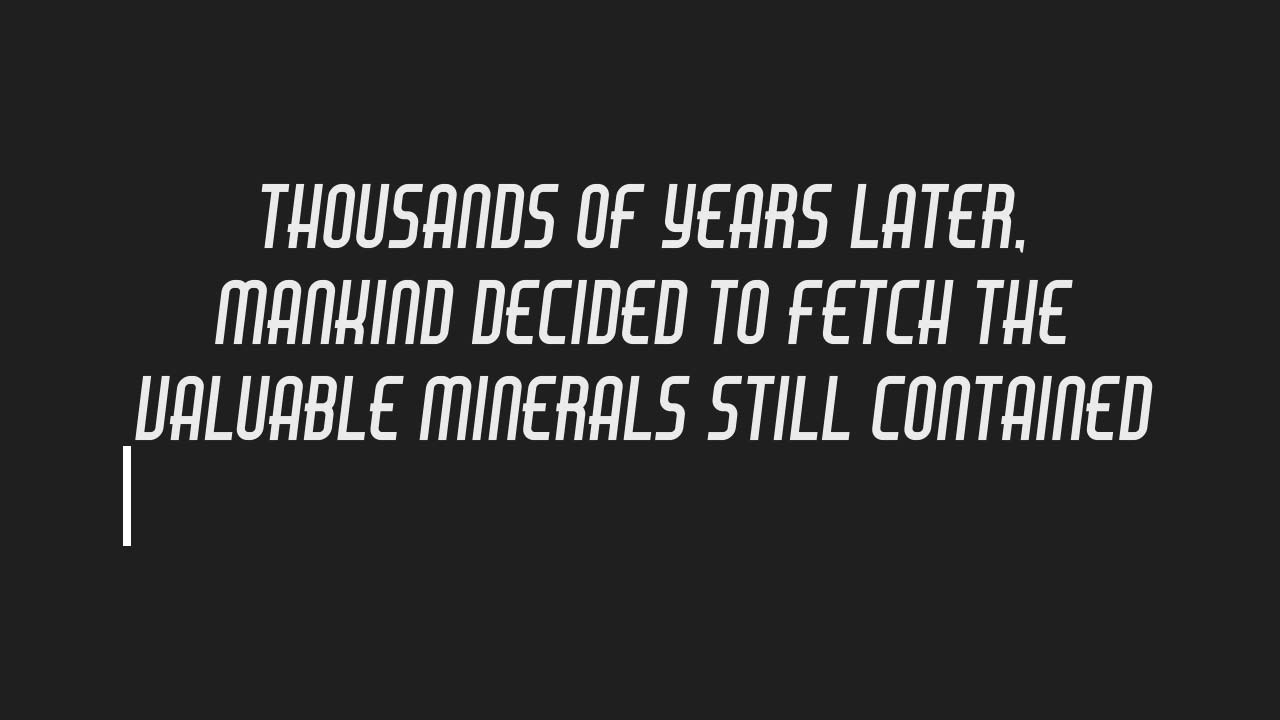 THOUSANDS OF YEARS LATER,
MANKIND DECIDED TO FETCH THE
VALUABLE MINERALS STILL CONTAINED